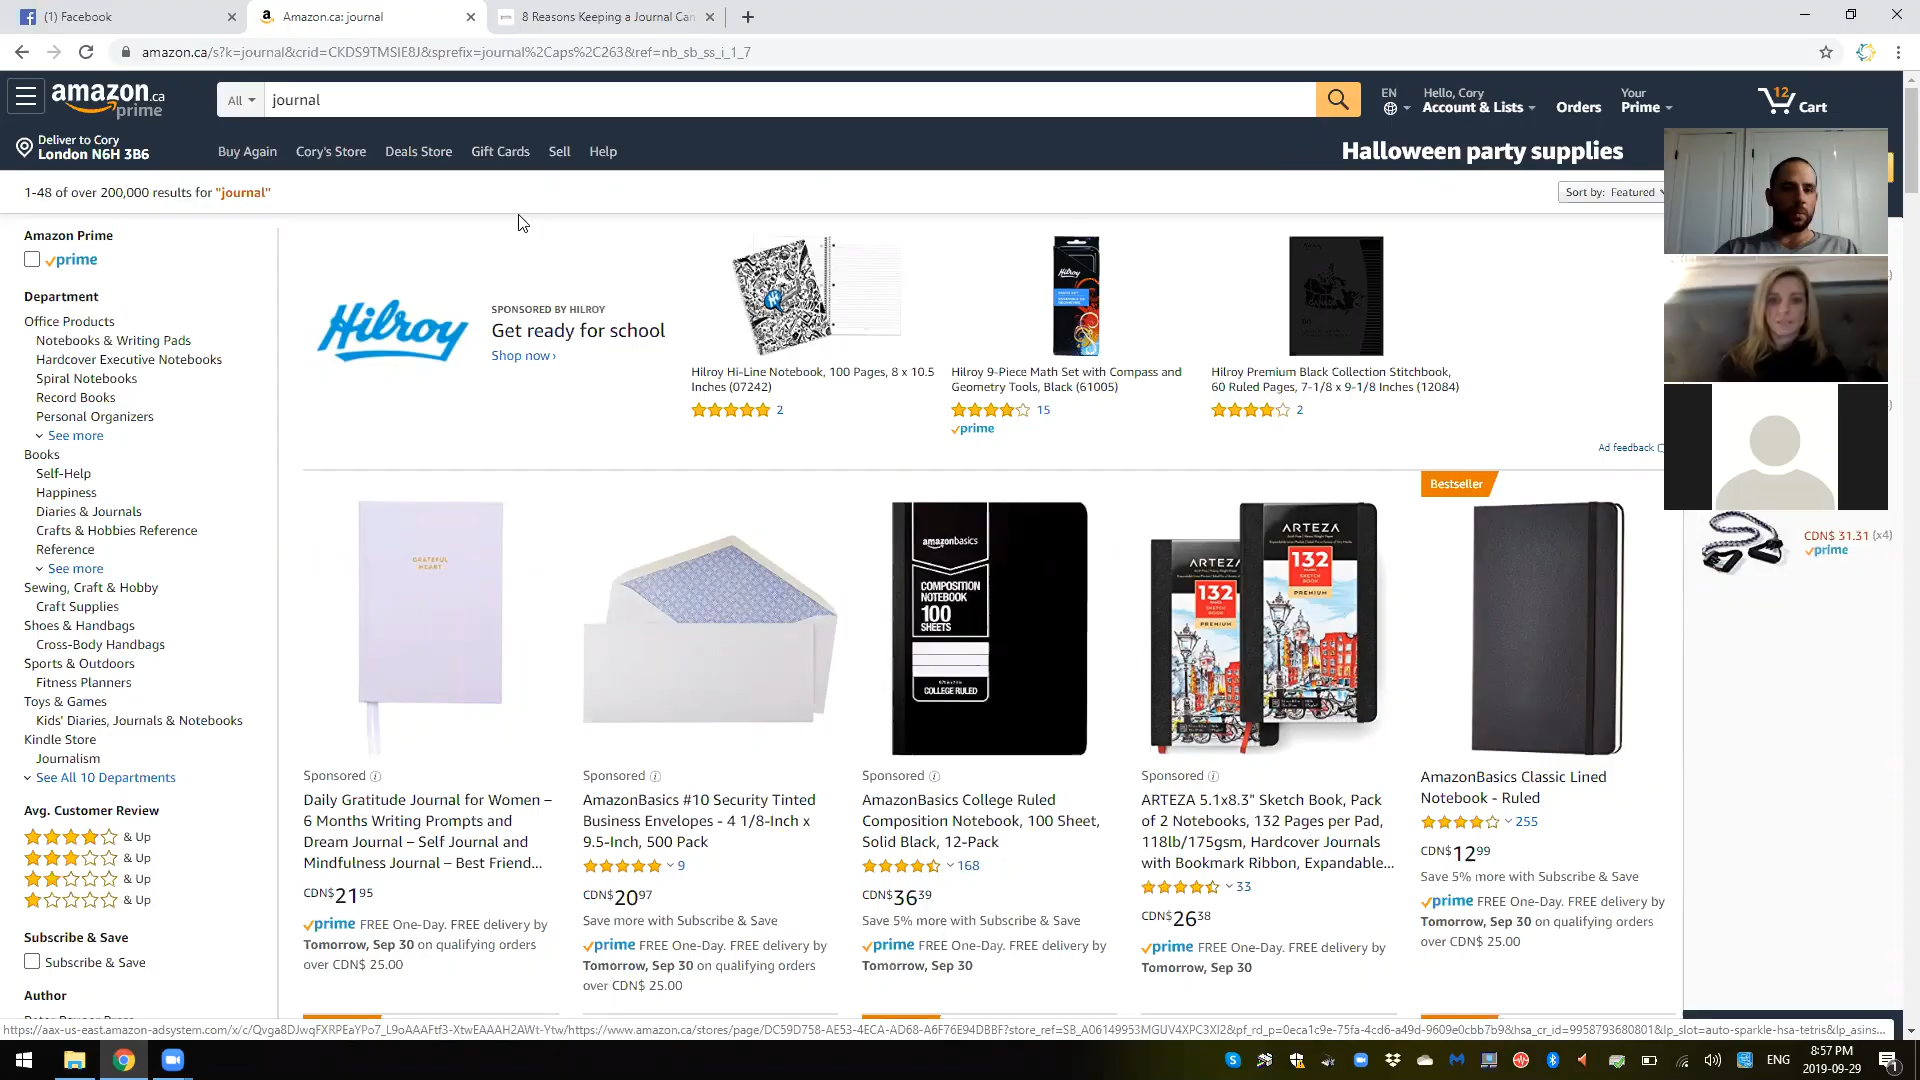 (1) Facebook
Amazon.ca: journal
8 Reasons Keeping a Journal Can
amazon.ca/s?k=journal&crid=CKDS9TMSIE8J&sprefix=journal%2Caps%2C263&ref=nb_sb_ss_i_1_7
amazon.ca
prime
All
journal
EN
Hello, Cory
Account & Lists
Orders
Your
Prime
12
Cart
Deliver to Cory
London N6H 3B6
Buy Again
Cory's Store
Deals Store
Gift Cards
Sell
Help
Halloween party supplies
1-48 of over 200,000 results for "journal"
Sort by: Featured
Amazon Prime
prime
Department
Office Products
Notebooks & Writing Pads
Hardcover Executive Notebooks
Spiral Notebooks
Record Books
Personal Organizers
See more
Books
Self-Help
Happiness
Diaries & Journals
Crafts & Hobbies Reference
Reference
See more
Sewing, Craft & Hobby
Craft Supplies
Shoes & Handbags
Cross-Body Handbags
Sports & Outdoors
Fitness Planners
Toys & Games
Kids' Diaries, Journals & Notebooks
Kindle Store
Journalism
See All 10 Departments
Avg. Customer Review
& Up
& Up
& Up
& Up
Subscribe & Save
Subscribe & Save
Author
Hilroy
SPONSORED BY HILROY
Get ready for school
Shop now ›
Hilroy Hi-Line Notebook, 100 Pages, 8 x 10.5
Inches (07242)
2
Hilroy
Hilroy 9-Piece Math Set with Compass and
Geometry Tools, Black (61005)
15
prime
Hilroy Premium Black Collection Stitchbook,
60 Ruled Pages, 7-1/8 x 9-1/8 Inches (12084)
2
Ad feedback
GRATEFUL
HEART
Sponsored
Daily Gratitude Journal for Women –
6 Months Writing Prompts and
Dream Journal – Self Journal and
Mindfulness Journal – Best Friend...
CDN$ 21 95
prime FREE One-Day. FREE delivery by
Tomorrow, Sep 30 on qualifying orders
over CDN$ 25.00
Sponsored
AmazonBasics #10 Security Tinted
Business Envelopes - 4 1/8-Inch x
9.5-Inch, 500 Pack
9
CDN$ 20 97
Save more with Subscribe & Save
prime FREE One-Day. FREE delivery by
Tomorrow, Sep 30 on qualifying orders
over CDN$ 25.00
amazonbasics
COMPOSITION
NOTEBOOK
100
SHEETS
COLLEGE RULED
Sponsored
AmazonBasics College Ruled
Composition Notebook, 100 Sheet,
Solid Black, 12-Pack
168
CDN$ 36 39
Save 5% more with Subscribe & Save
prime FREE One-Day. FREE delivery by
Tomorrow, Sep 30
ARTEZA
132
SKETCH
BOOK
PREMIUM
ARTEZ
132
SKETCH
BOOK
PREMIUM
Sponsored
ARTEZA 5.1x8.3" Sketch Book, Pack
of 2 Notebooks, 132 Pages per Pad,
118lb/175gsm, Hardcover Journals
with Bookmark Ribbon, Expandable...
33
CDN$ 26 38
prime FREE One-Day. FREE delivery by
Tomorrow, Sep 30
Bestseller
AmazonBasics Classic Lined
Notebook - Ruled
255
CDN$ 12 99
Save 5% more with Subscribe & Save
prime FREE One-Day. FREE delivery by
Tomorrow, Sep 30 on qualifying orders
over CDN$ 25.00
CDN$ 31.31 (x4)
prime
ENG
8:57 PM
2019-09-29
1